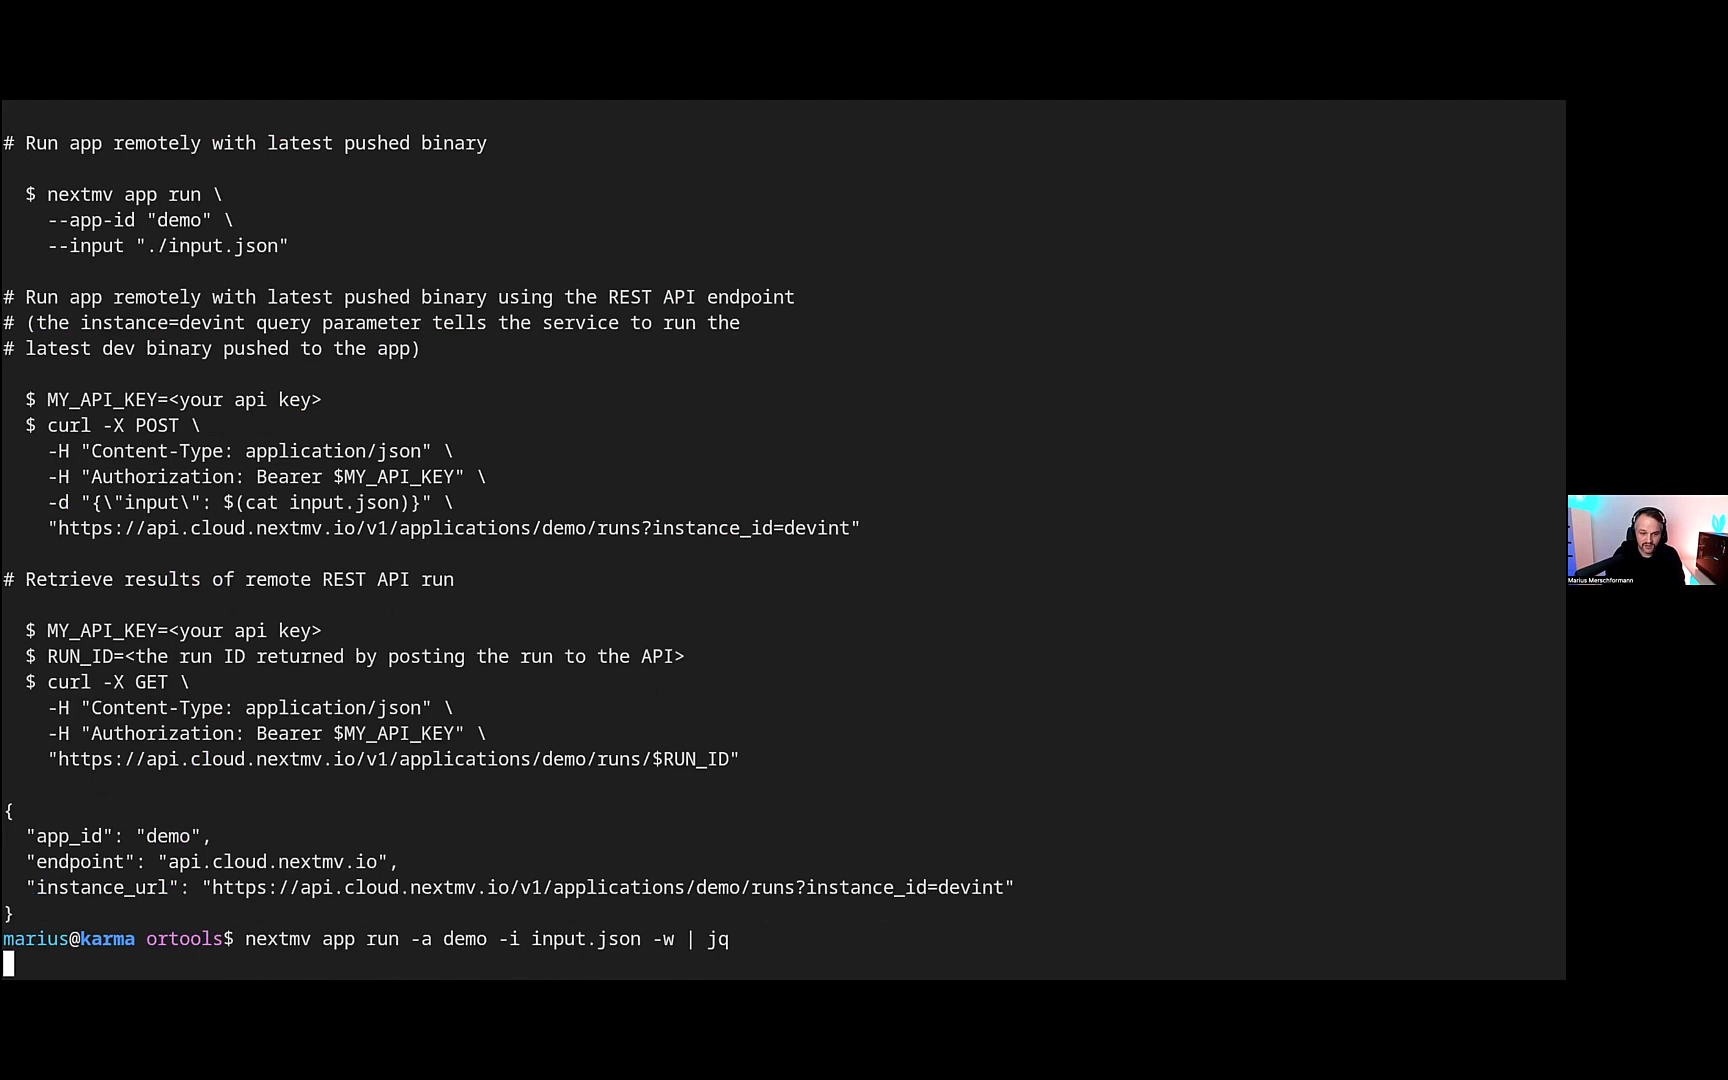 # Run app remotely with latest pushed binary
$ nextmv app run \
--app-id "demo" \
--input "./input.json"
# Run app remotely with latest pushed binary using the REST API endpoint
# (the instance=devint query parameter tells the service to run the
# latest dev binary pushed to the app)
$ MY_API_KEY=<your api key>
$ curl -X POST \
-H "Content-Type: application/json" \
-H "Authorization: Bearer $MY_API_KEY" \
-d "{\"input\": $(cat input.json)}" \
"https://api.cloud.nextmv.io/v1/applications/demo/runs?instance_id=devint"
# Retrieve results of remote REST API run
$ MY_API_KEY=<your api key>
$ RUN_ID=<the run ID returned by posting the run to the API>
$ curl -X GET \
-H "Content-Type: application/json" \
-H "Authorization: Bearer $MY_API_KEY" \
"https://api.cloud.nextmv.io/v1/applications/demo/runs/$RUN_ID"
{
"app_id": "demo",
"endpoint": "api.cloud.nextmv.io",
"instance_url": "https://api.cloud.nextmv.io/v1/applications/demo/runs?instance_id=devint"
}
marius@karma ortools$ nextmv app run -a demo -i input.json -w | jq
Marius Merschformann